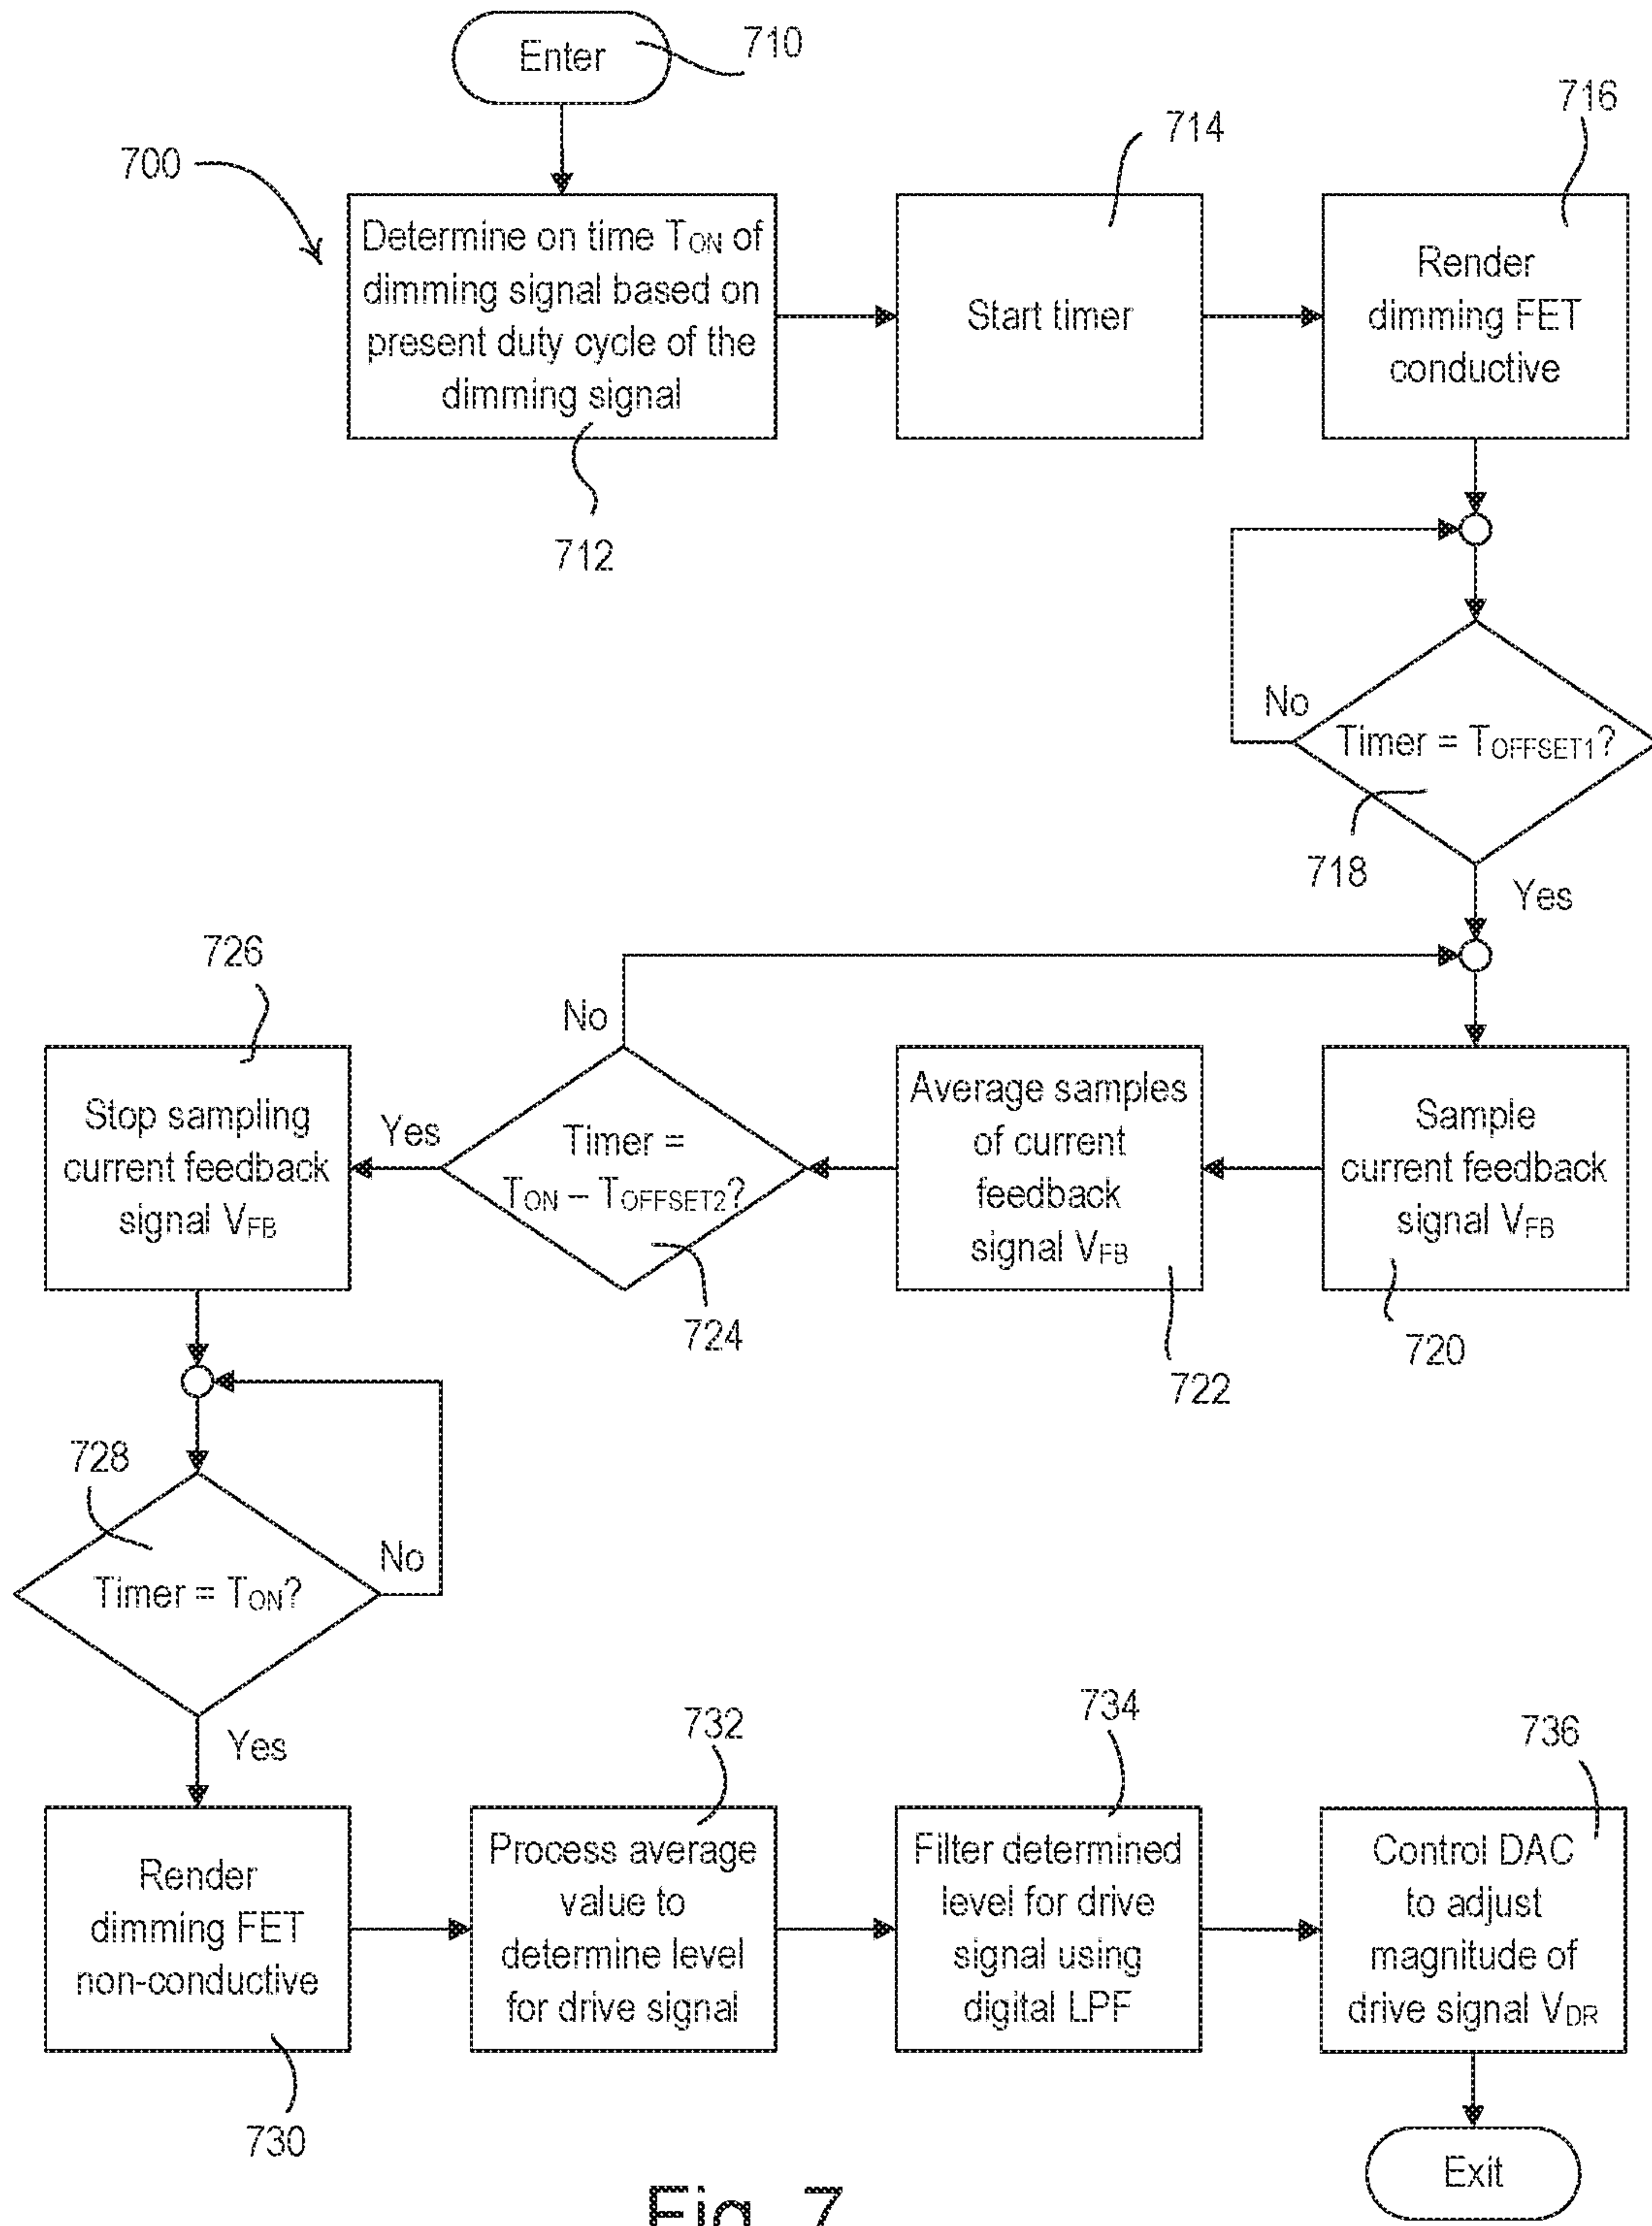 Enter
710
700
Determine on time TON of
dimming signal based on
present duty cycle of the
dimming signal
712
714
Start timer
716
Render
dimming FET
conductive
No
Timer = TOFFSET1?
718
Yes
726
Stop sampling
current feedback
signal VFB
Yes
No
Timer =
TON – TOFFSET2?
724
Average samples
of current
feedback
signal VFB
722
Sample
current feedback
signal VFB
720
728
Timer = TON?
No
Yes
Render
dimming FET
non-conductive
730
732
Process average
value to
determine level
for drive signal
734
Filter determined
level for drive
signal using
digital LPF
736
Control DAC
to adjust
magnitude of
drive signal VDR
Exit
Fig. 7